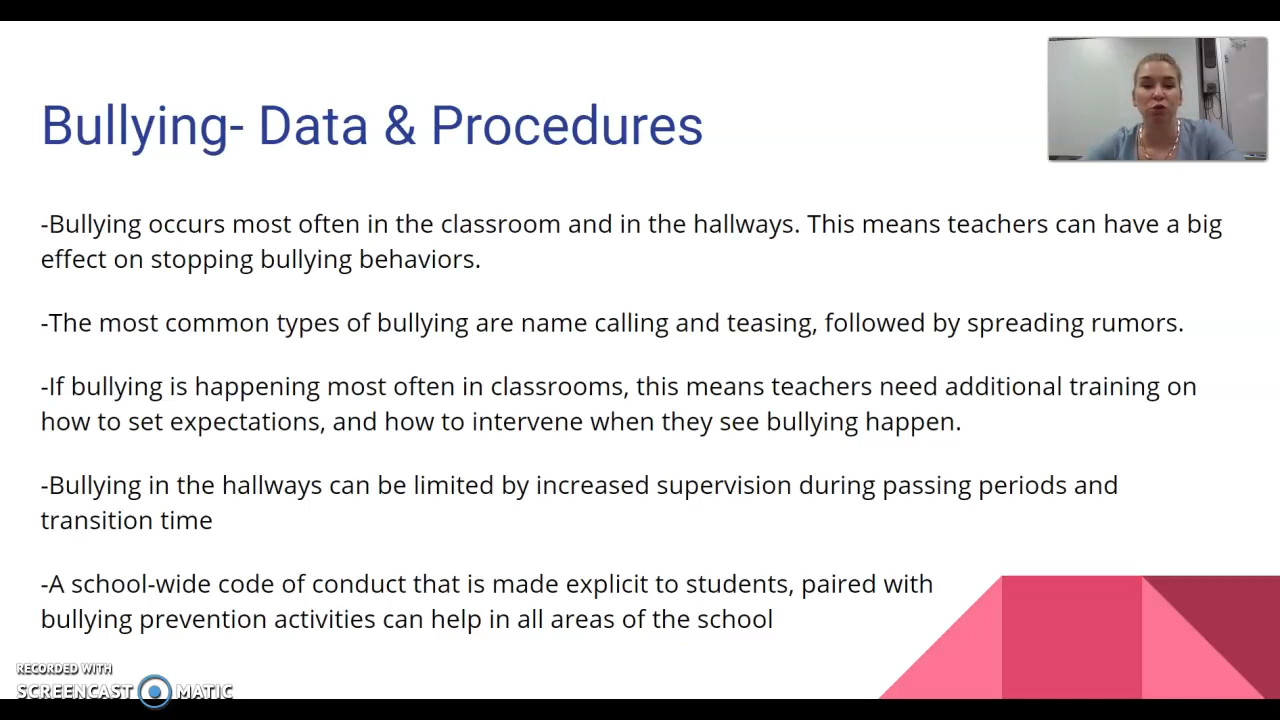 Bullying- Data & Procedures
-Bullying occurs most often in the classroom and in the hallways. This means teachers can have a big
effect on stopping bullying behaviors.
-The most common types of bullying are name calling and teasing, followed by spreading rumors.
-If bullying is happening most often in classrooms, this means teachers need additional training on
how to set expectations, and how to intervene when they see bullying happen.
-Bullying in the hallways can be limited by increased supervision during passing periods and
transition time
-A school-wide code of conduct that is made explicit to students, paired with
bullying prevention activities can help in all areas of the school
RECORDED WITH
SCREENCAST MATIC